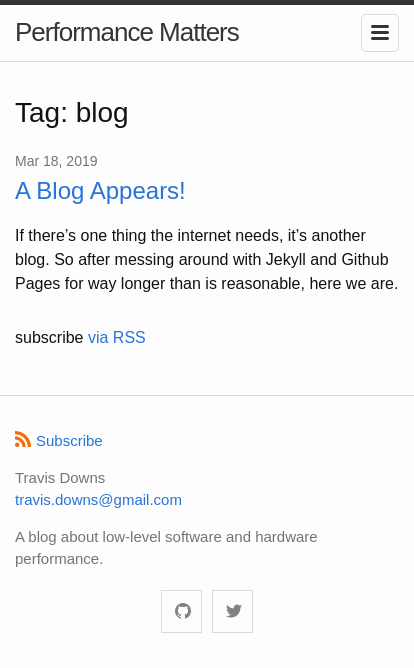 Performance Matters
Tag: blog
Mar 18, 2019
A Blog Appears!
If there’s one thing the internet needs, it’s another
blog. So after messing around with Jekyll and Github
Pages for way longer than is reasonable, here we are.
subscribe via RSS
Subscribe
Travis Downs
travis.downs@gmail.com
A blog about low-level software and hardware
performance.